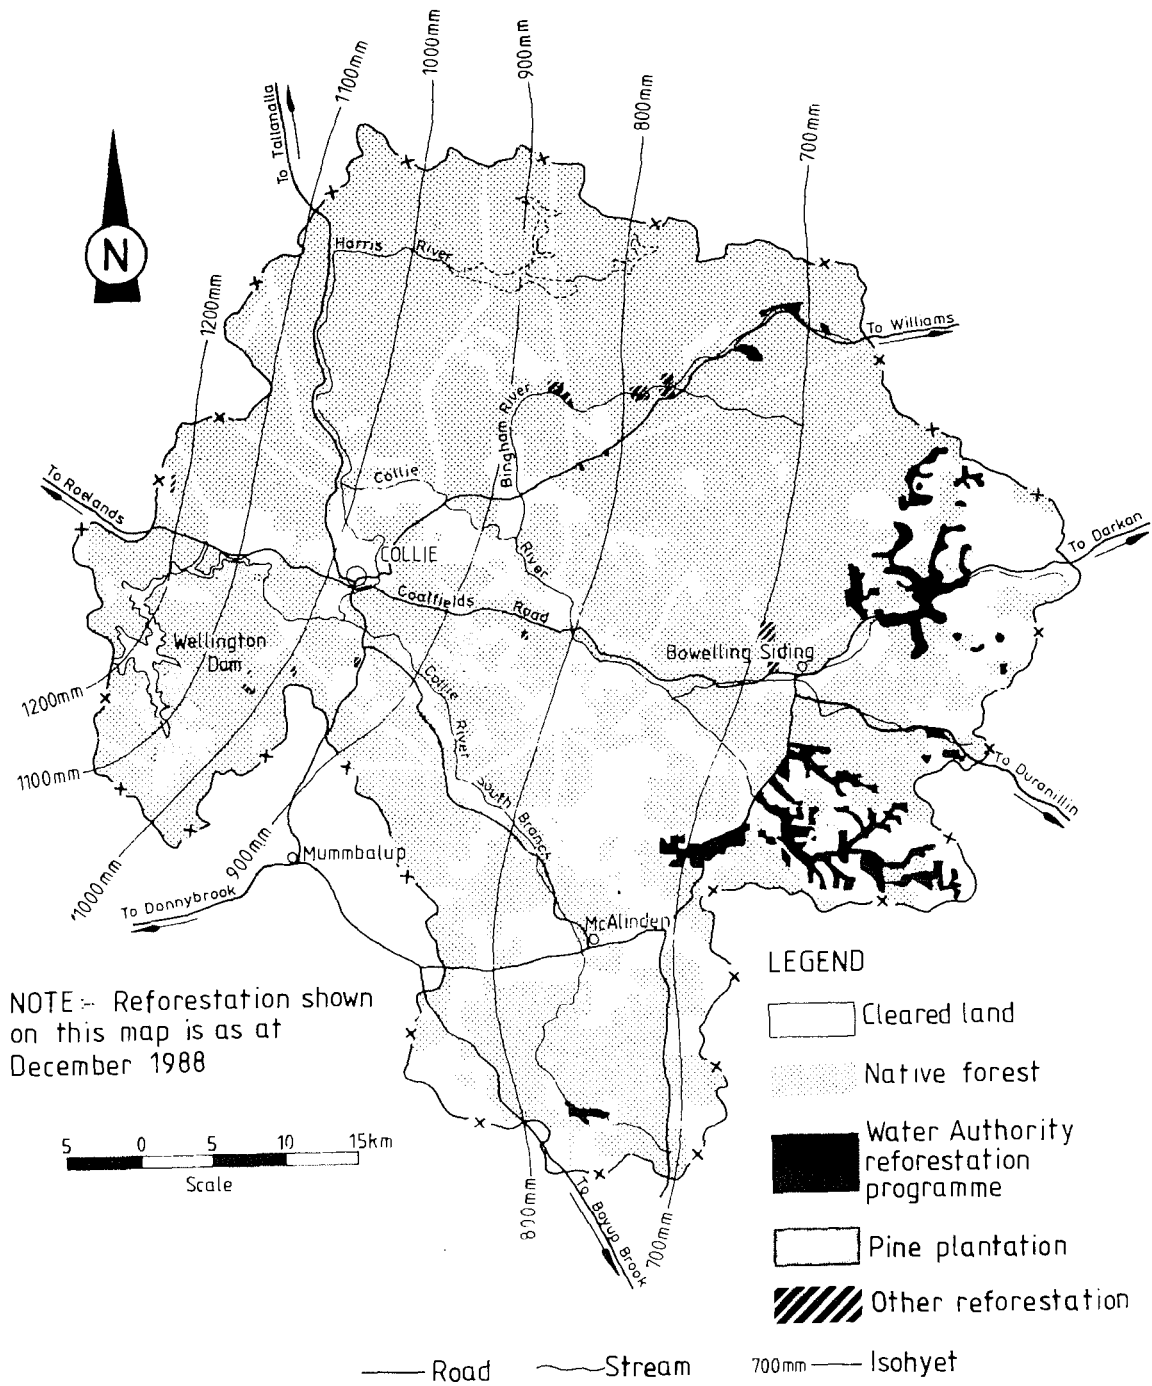 1100mm
1000mm
900mm
800mm
700mm
To Tallanalla
N
Harris River
1200mm
To Williams
Bingham River
To Roelands
Collie
River
COLLIE
To Darkan
Coalfields Road
Wellington
Dam
Bowelling Siding
Collie
River
South Branch
1200mm
1100mm
1000mm
900mm
To Duranillin
Mummbalup
To Donnybrook
McAlinden
NOTE:- Reforestation shown
on this map is as at
December 1988
5 0 5 10 15km
Scale
800mm
To Boyup Brook
700mm
LEGEND
Cleared land
Native forest
Water Authority
reforestation
programme
Pine plantation
Other reforestation
Road
Stream
700mm
Isohyet